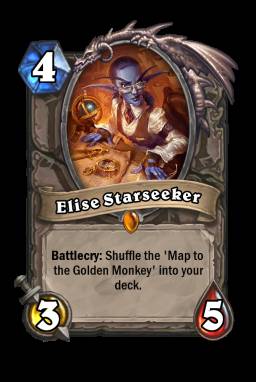 4
Elise Starseeker
Battlecry: Shuffle the 'Map to
the Golden Monkey' into your
deck.
3
5